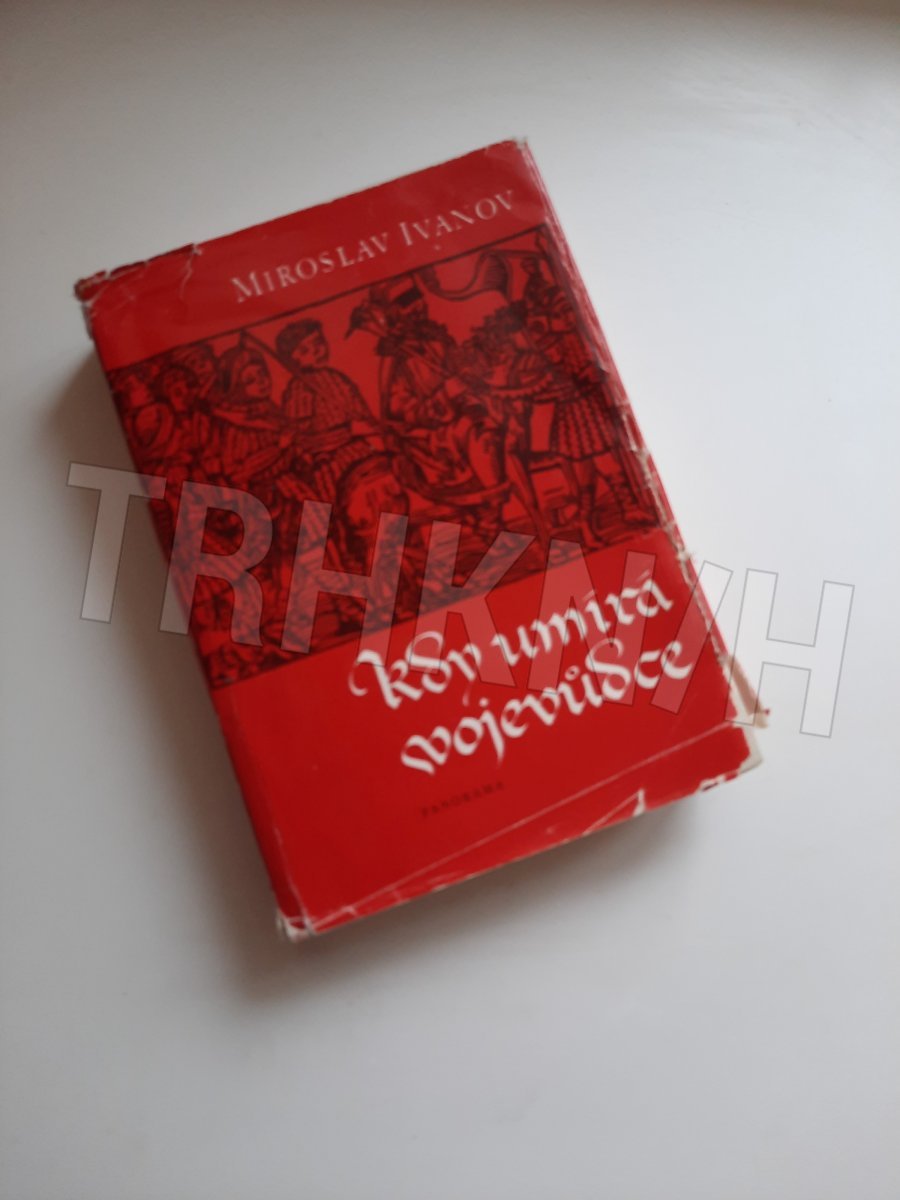 MIROSLAV IVANOV
kdy umírá
vojevůdce
PANORAMA
TRHKNIH